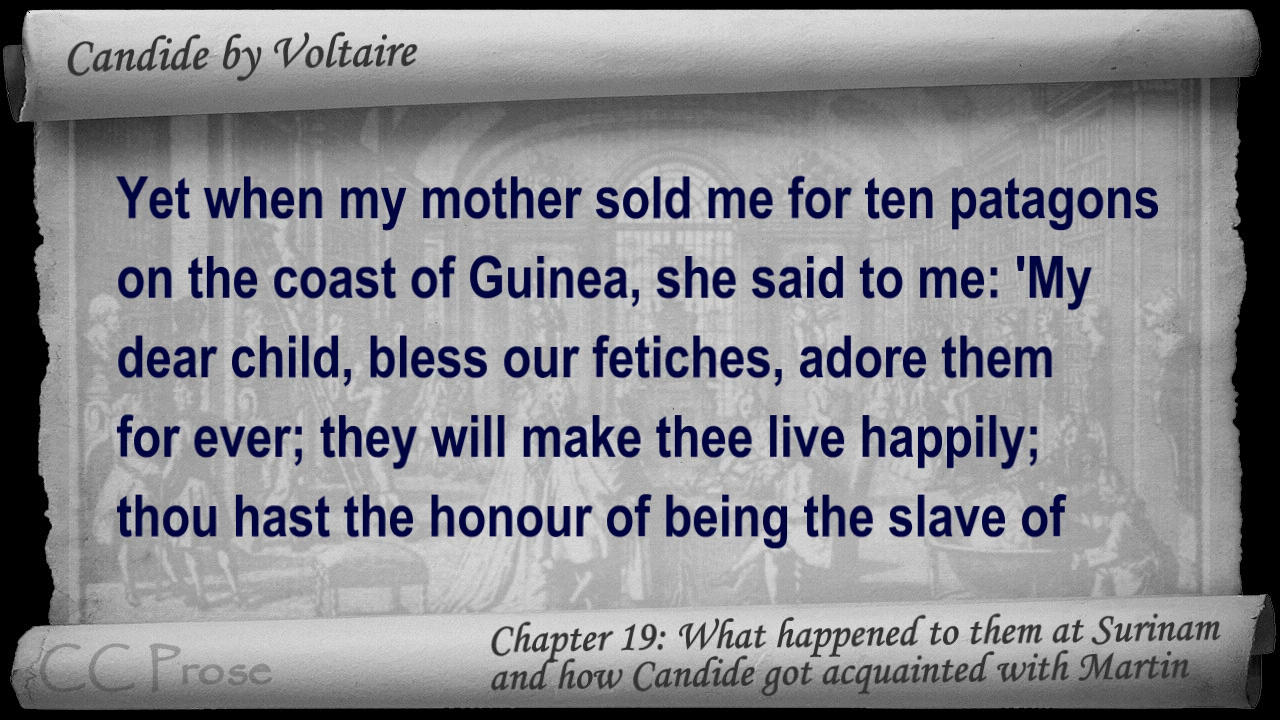 Candide by Voltaire
Yet when my mother sold me for ten patagons
on the coast of Guinea, she said to me: 'My
dear child, bless our fetiches, adore them
for ever; they will make thee live happily;
thou hast the honour of being the slave of
Chapter 19: What happened to them at Surinam
and how Candide got acquainted with Martin
CC Prose